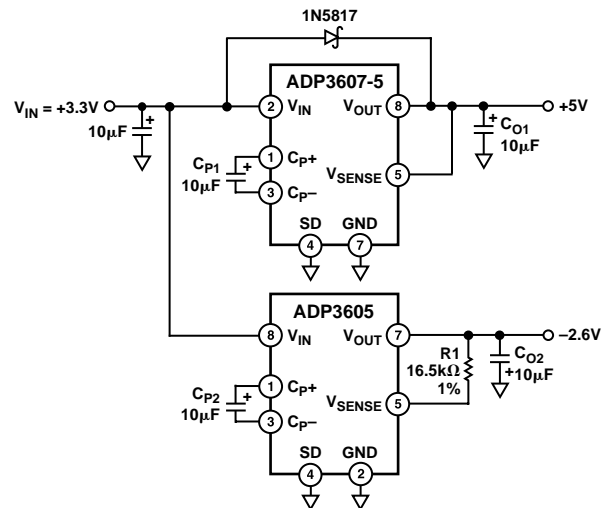 1N5817
ADP3607-5
V_IN = +3.3V
2
V_IN
V_OUT
8
+5V
+
10μF
+
C_O1
10μF
1
C_P+
C_P1
10μF
+
V_SENSE
5
3
C_P–
SD
GND
4
7
ADP3605
8
V_IN
V_OUT
7
–2.6V
R1
16.5kΩ
1%
C_O2
+10μF
1
C_P+
C_P2
10μF
+
V_SENSE
5
3
C_P–
SD
GND
4
2